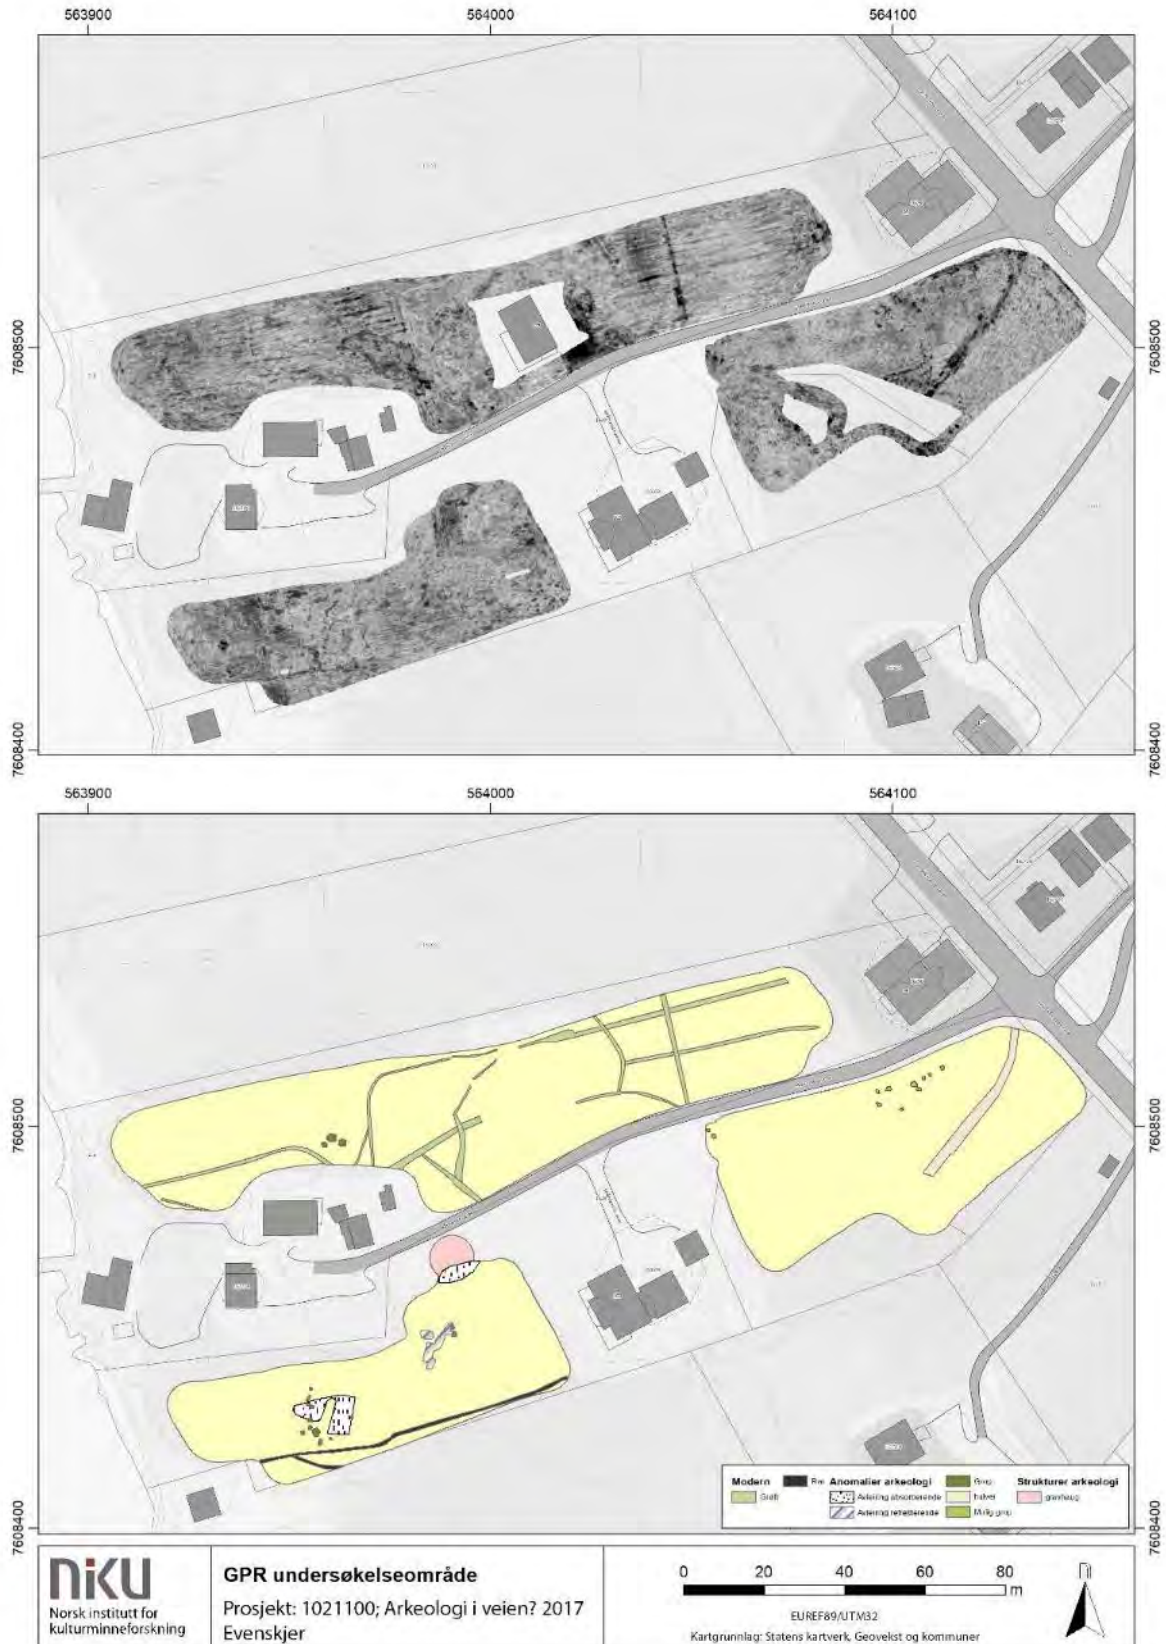 563900 564000 564100
7608500 7608500
7608400 7608400
563900 564000 564100
7608500 7608500
7608400 7608400
Modern
Grøft
Rør
Anomalier arkeologi
Avleiring absorberende
Avleiring reflekterende
Grop
hulvei
Mulig grop
Strukturer arkeologi
gravhaug
niku
Norsk institutt for
kulturminneforskning
GPR undersøkelseområde
Prosjekt: 1021100; Arkeologi i veien? 2017
Evenskjer
0 20 40 60 80
m
EUREF89/UTM32
Kartgrunnlag: Statens kartverk, Geovekst og kommuner